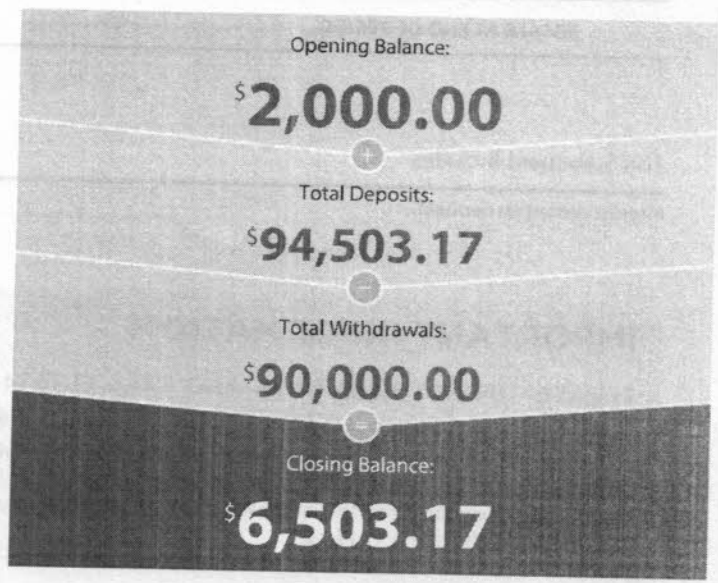 Opening Balance:
$2,000.00
+
Total Deposits:
$94,503.17
-
Total Withdrawals:
$90,000.00
=
Closing Balance:
$6,503.17